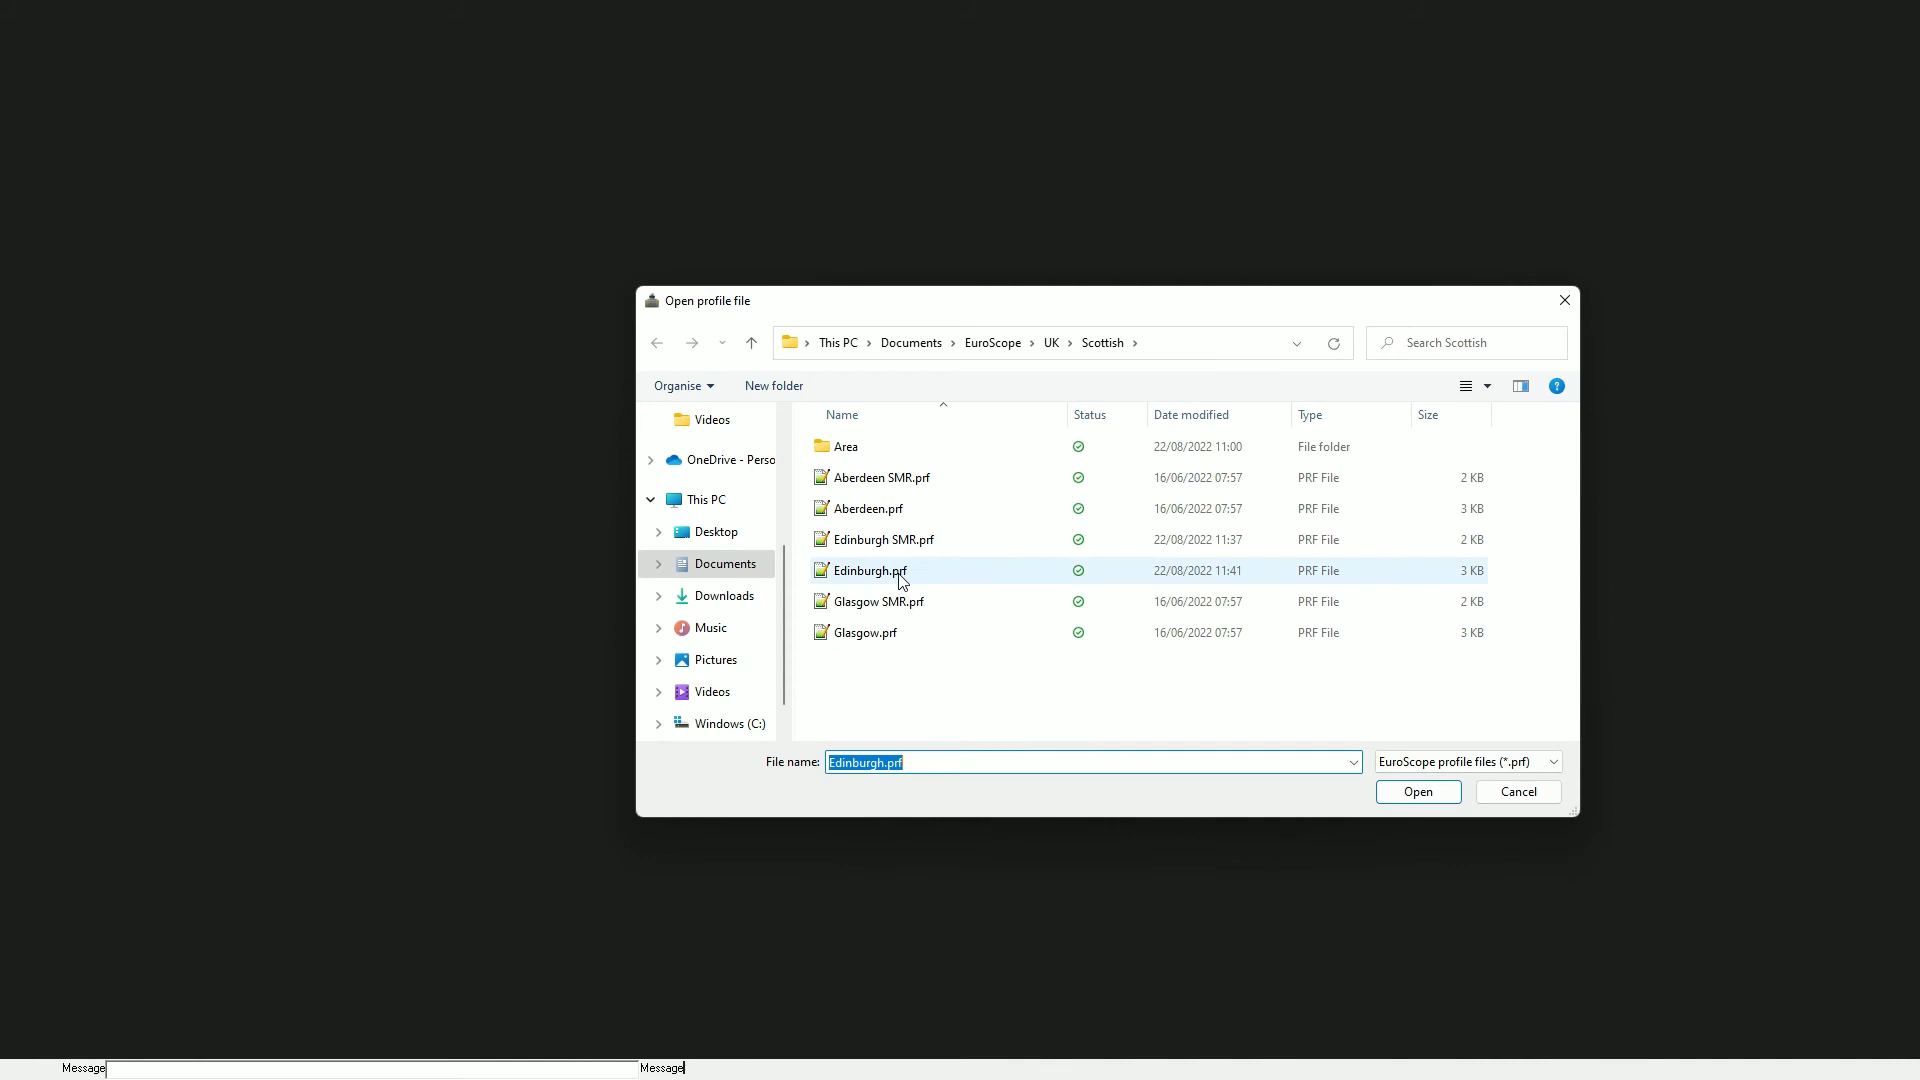 Open profile file
This PC > Documents > EuroScope > UK > Scottish >
Search Scottish
Organise
New folder
Name Status Date modified Type Size
Videos
OneDrive - Perso
This PC
Desktop
Documents
Downloads
Music
Pictures
Videos
Windows (C:)
Area 22/08/2022 11:00 File folder
Aberdeen SMR.prf 16/06/2022 07:57 PRF File 2 KB
Aberdeen.prf 16/06/2022 07:57 PRF File 3 KB
Edinburgh SMR.prf 22/08/2022 11:37 PRF File 2 KB
Edinburgh.prf 22/08/2022 11:41 PRF File 3 KB
Glasgow SMR.prf 16/06/2022 07:57 PRF File 2 KB
Glasgow.prf 16/06/2022 07:57 PRF File 3 KB
File name: Edinburgh.prf
EuroScope profile files (*.prf)
Open Cancel
Message Message